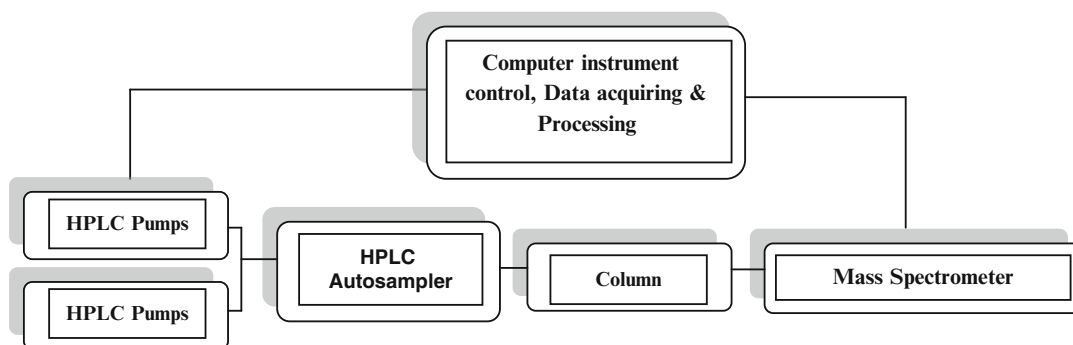 Computer instrument
control, Data acquiring &
Processing
HPLC Pumps
HPLC Pumps
HPLC
Autosampler
Column
Mass Spectrometer